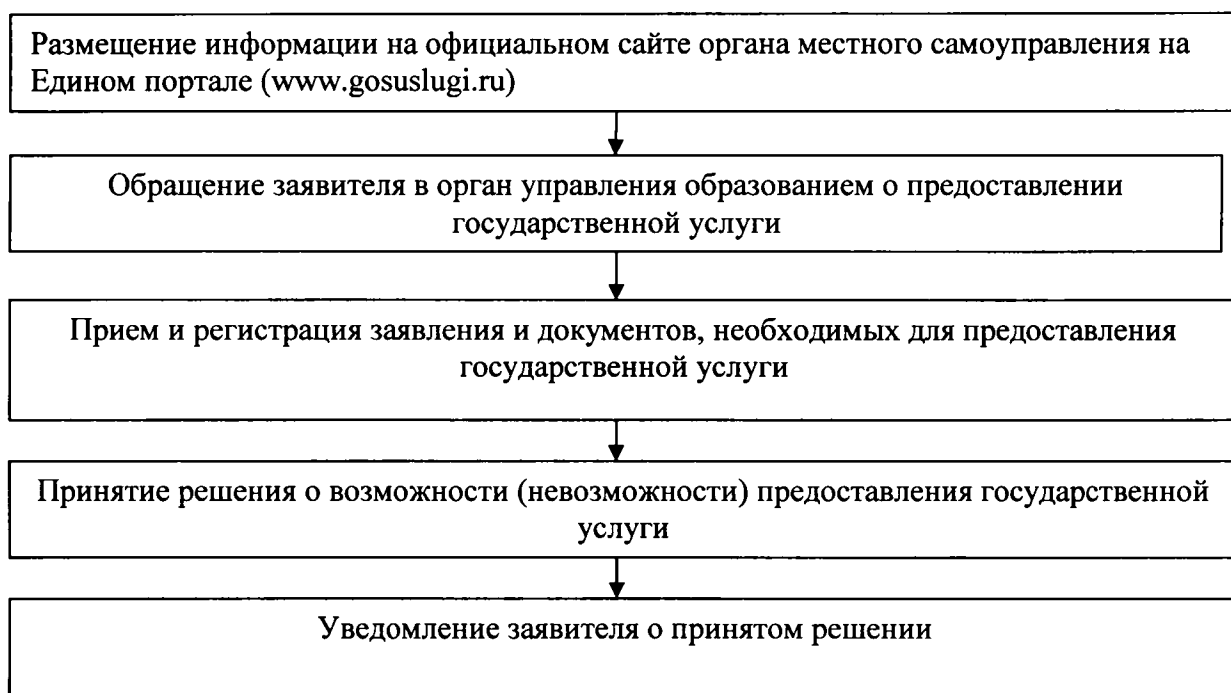 Размещение информации на официальном сайте органа местного самоуправления на
Едином портале (www.gosuslugi.ru)
Обращение заявителя в орган управления образованием о предоставлении
государственной услуги
Прием и регистрация заявления и документов, необходимых для предоставления
государственной услуги
Принятие решения о возможности (невозможности) предоставления государственной
услуги
Уведомление заявителя о принятом решении